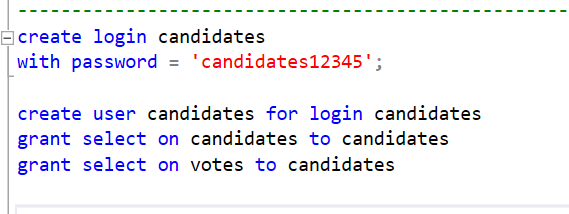 create login candidates
with password = 'candidates12345';
create user candidates for login candidates
grant select on candidates to candidates
grant select on votes to candidates